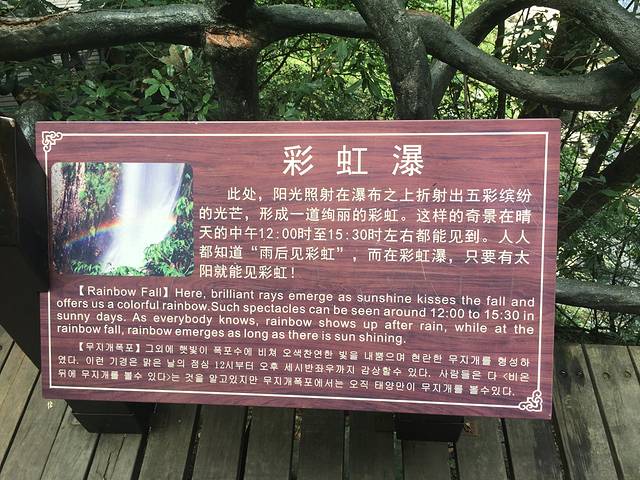 彩虹瀑
此处，阳光照射在瀑布之上折射出五彩缤纷
的光芒，形成一道绚丽的彩虹。这样的奇景在晴
天的中午12:00时至15:30时左右都能见到。人人
都知道“雨后见彩虹”，而在彩虹瀑，只要有太
阳就能见彩虹！
【Rainbow Fall】Here, brilliant rays emerge as sunshine kisses the fall and
offers us a colorful rainbow.Such spectacles can be seen around 12:00 to 15:30 in
sunny days. As everybody knows, rainbow shows up after rain, while at the
rainbow fall, rainbow emerges as long as there is sun shining.
【무지개폭포】그외에 햇빛이 폭포수에 비쳐 오색찬연한 빛을 내뿜으며 현란한 무지개를 형성하
였다. 이런 기경은 맑은 날의 점심 12시부터 오후 세시반좌우까지 감상할수 있다. 사람들은 다 <비온
뒤에 무지개를 볼수 있다>는 것을 알고있지만 무지개폭포에서는 오직 태양만이 무지개를 볼수있다.